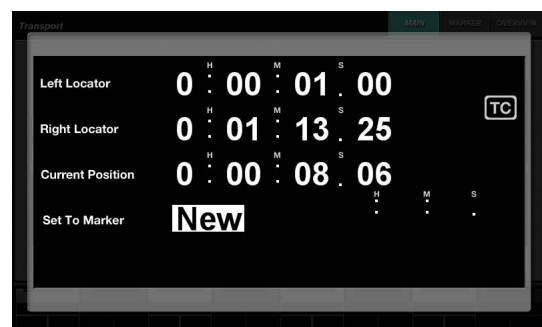 Transport MAIN MARKER OVERVIEW
H M S
Left Locator 0 : 00 : 01 . 00
TC
H M S
Right Locator 0 : 01 : 13 . 25
H M S
Current Position 0 : 00 : 08 . 06
H M S
Set To Marker New : : .